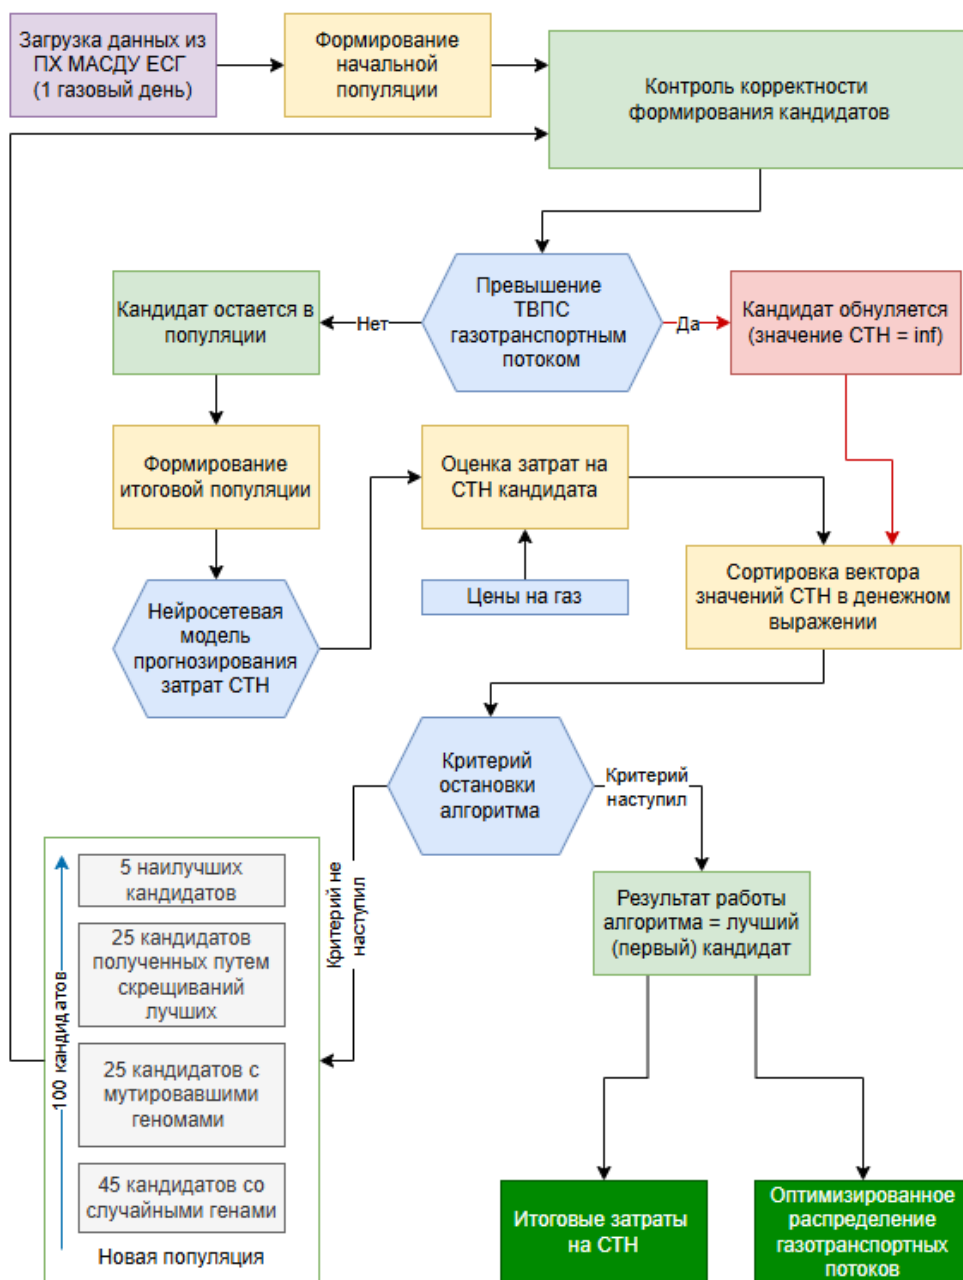 Загрузка данных из
ПХ МАСДУ ЕСГ
(1 газовый день)
Формирование
начальной
популяции
Контроль корректности
формирования кандидатов
Превышение
ТВПС
газотранспортным
потоком
Нет
Да
Кандидат остается в
популяции
Кандидат обнуляется
(значение СТН = inf)
Формирование
итоговой популяции
Оценка затрат на
СТН кандидата
Цены на газ
Сортировка вектора
значений СТН в денежном
выражении
Нейросетевая
модель
прогнозирования
затрат СТН
Критерий
остановки
алгоритма
Критерий
наступил
Критерий не
наступил
5 наилучших
кандидатов
25 кандидатов
полученных путем
скрещиваний
лучших
25 кандидатов с
мутировавшими
геномами
45 кандидатов со
случайными генами
100 кандидатов
Новая популяция
Результат работы
алгоритма = лучший
(первый) кандидат
Итоговые затраты
на СТН
Оптимизированное
распределение
газотранспортных
потоков